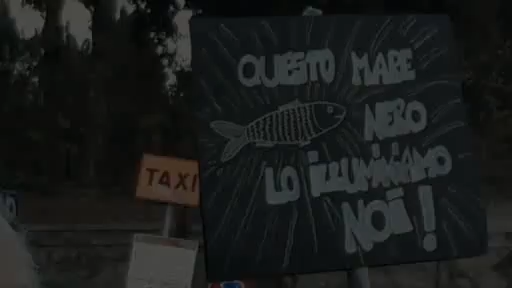 QUESTO MARE
NERO
LO ILLUMINIAMO
NOI!
TAXI